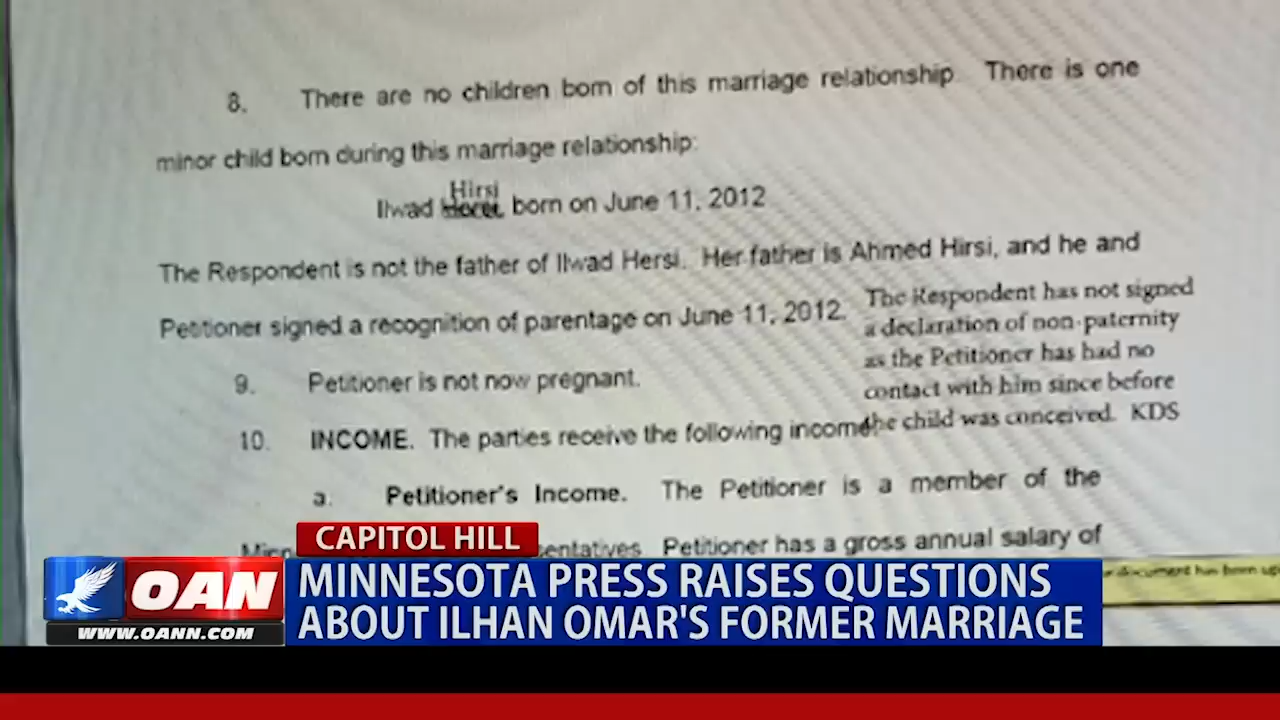 8. There are no children born of this marriage relationship. There is one
minor child born during this marriage relationship:
Hirsi
Ilwad born on June 11, 2012
The Respondent is not the father of Ilwad Hersi. Her father is Ahmed Hirsi, and he and
Petitioner signed a recognition of parentage on June 11, 2012.
The Respondent has not signed
a declaration of non-paternity
as the Petitioner has had no
contact with him since before
the child was conceived. KDS
9. Petitioner is not now pregnant.
10. INCOME. The parties receive the following income
a. Petitioner's Income. The Petitioner is a member of the
entatives. Petitioner has a gross annual salary of
document has been
CAPITOL HILL
OAN
WWW.OANN.COM
MINNESOTA PRESS RAISES QUESTIONS
ABOUT ILHAN OMAR'S FORMER MARRIAGE